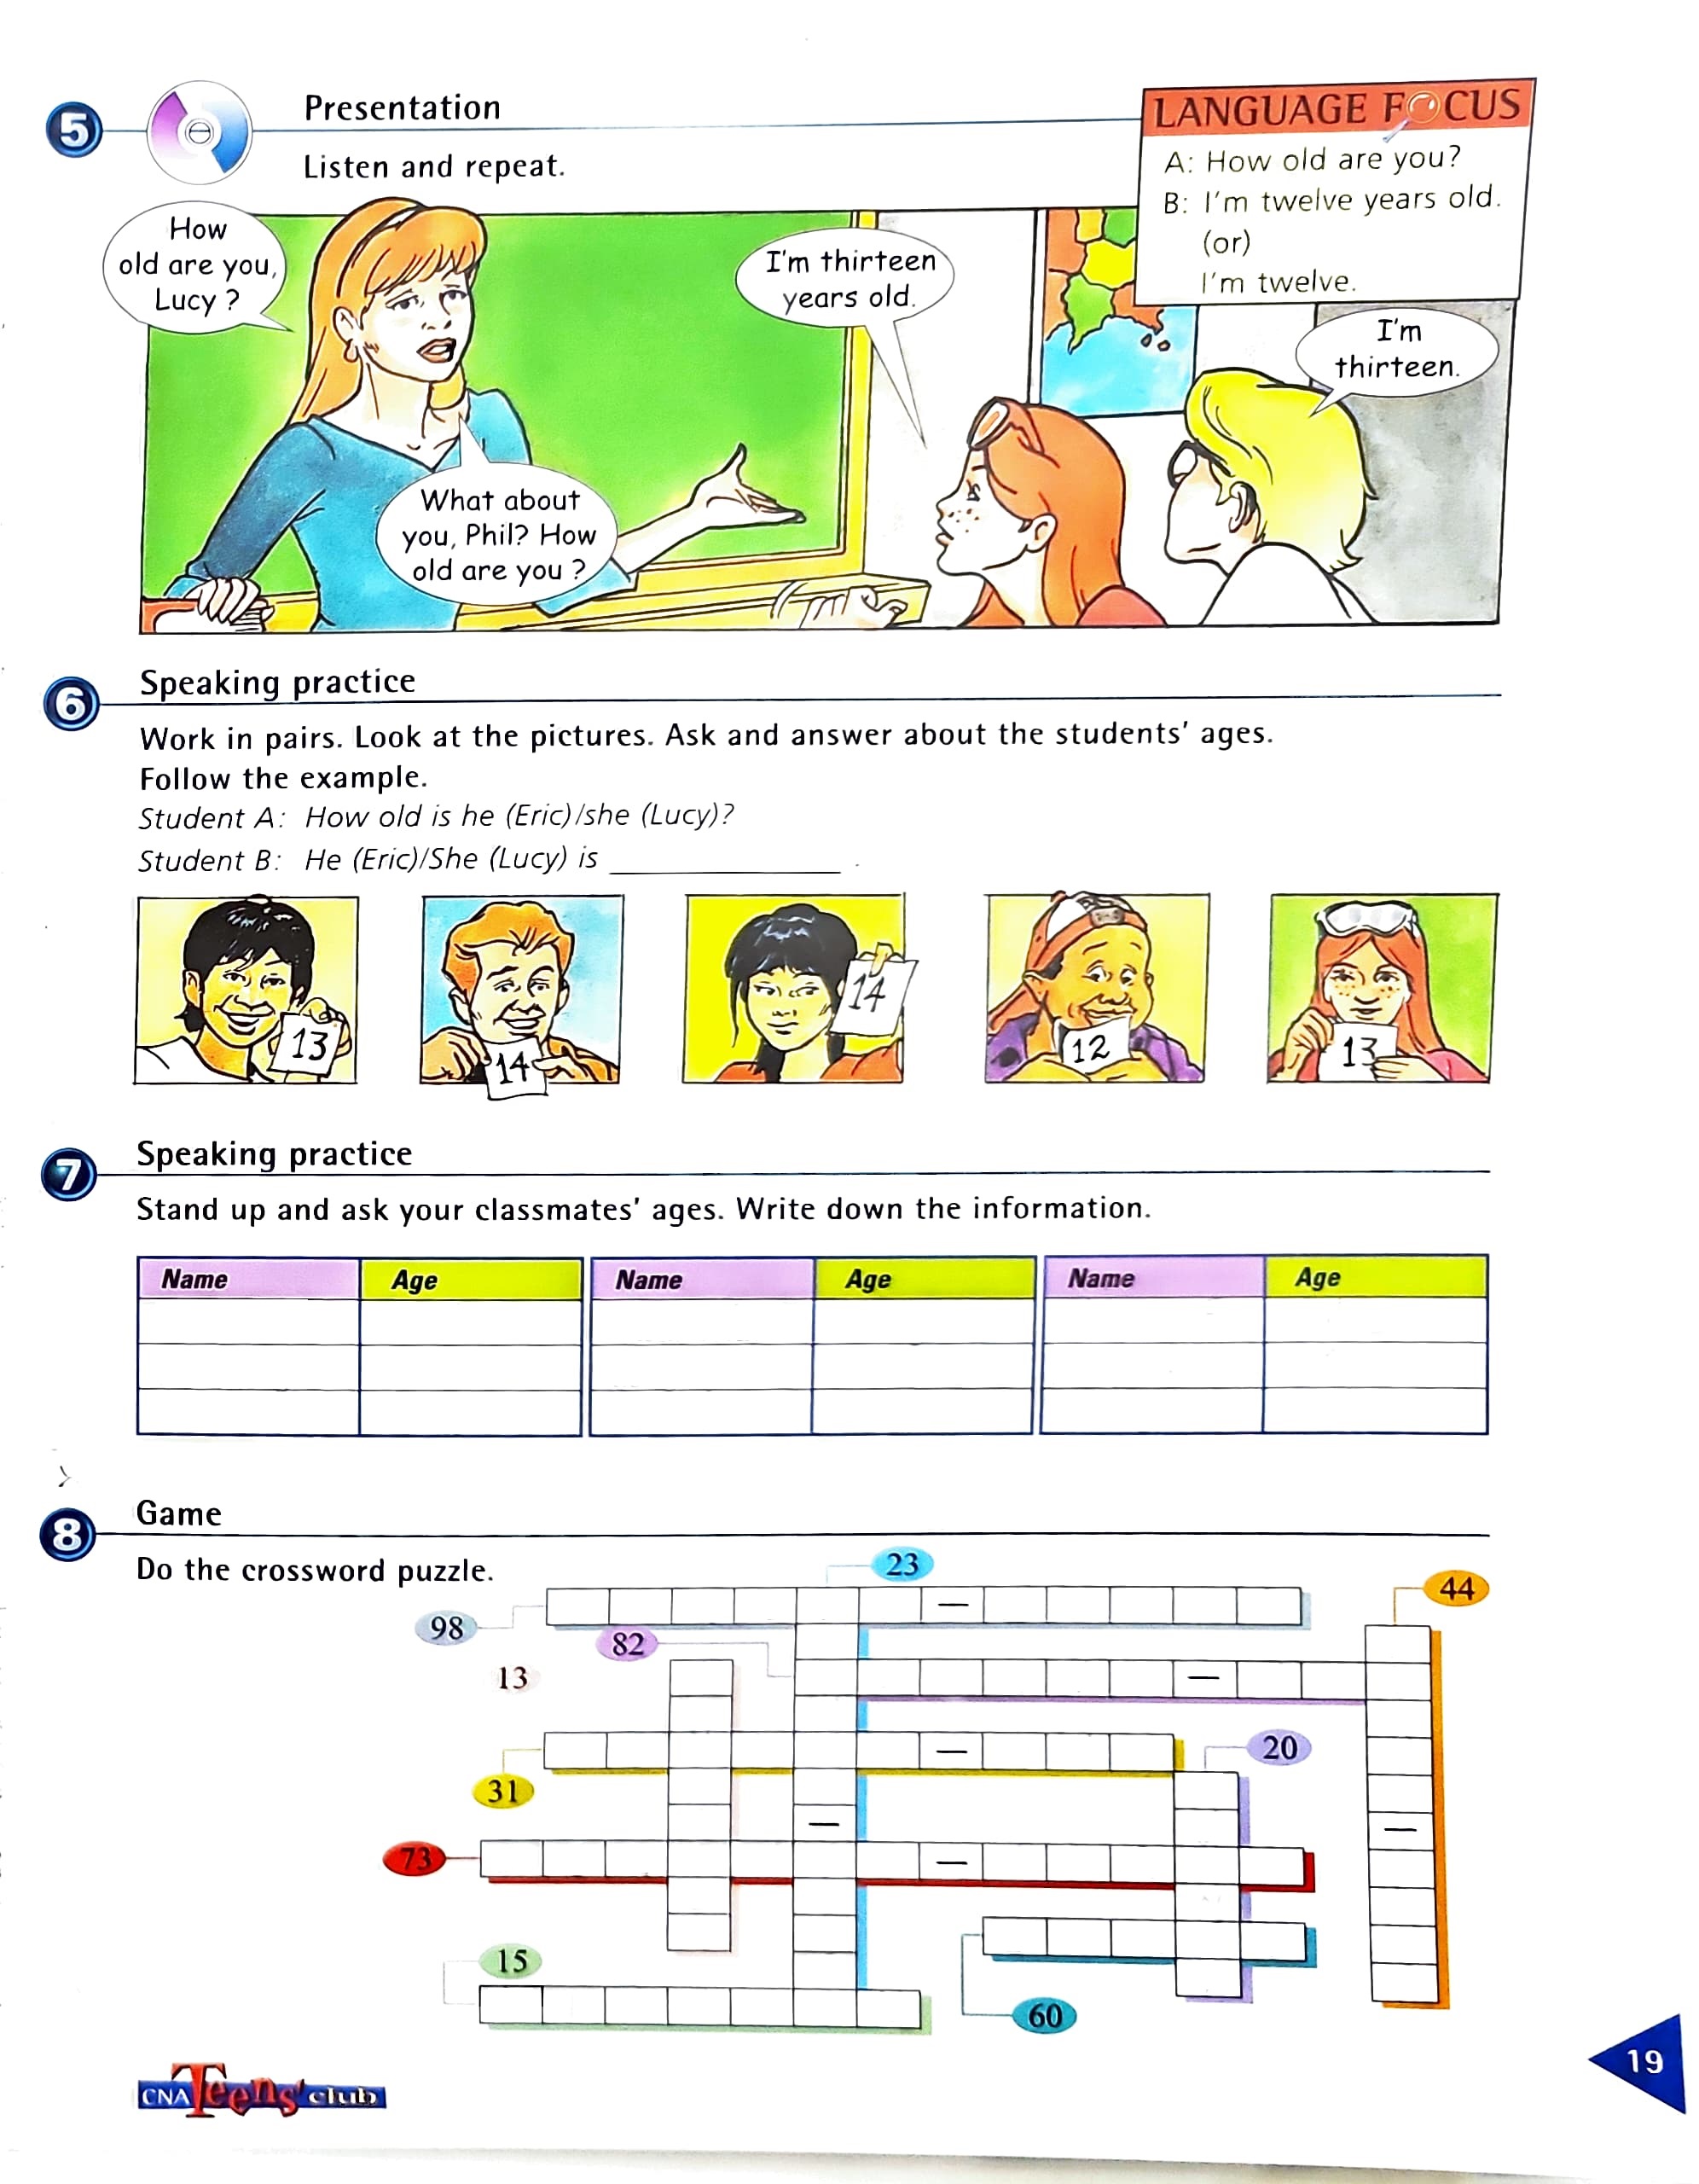 5
Presentation
Listen and repeat.
LANGUAGE FOCUS
A: How old are you?
B: I'm twelve years old.
(or)
I'm twelve.
How
old are you,
Lucy ?
I'm thirteen
years old.
I'm
thirteen.
What about
you, Phil? How
old are you ?
6
Speaking practice
Work in pairs. Look at the pictures. Ask and answer about the students' ages.
Follow the example.
Student A: How old is he (Eric)/she (Lucy)?
Student B: He (Eric)/She (Lucy) is ______________ .
13
14
14
12
13
7
Speaking practice
Stand up and ask your classmates' ages. Write down the information.
Name Age Name Age Name Age
8
Game
Do the crossword puzzle.
23
44
98
82
13
20
31
73
15
60
CNA Teens' club
19